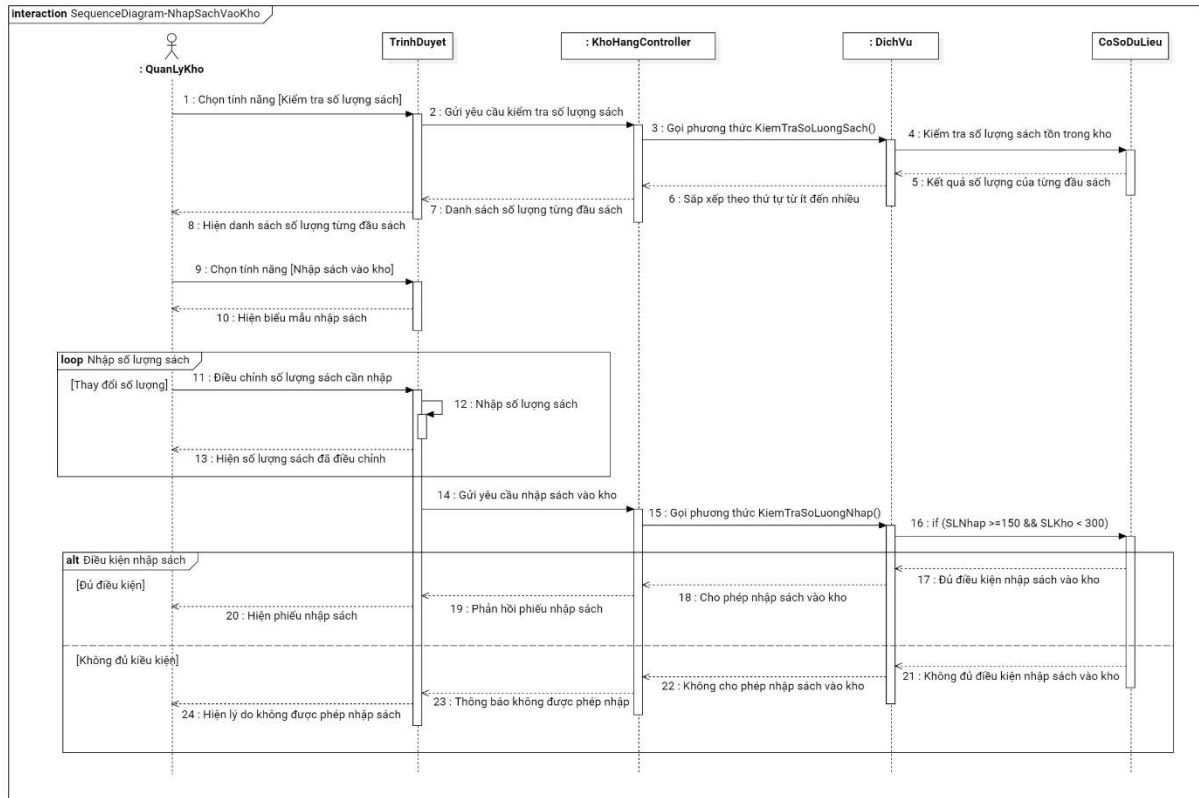 interaction SequenceDiagram-NhapSachVaoKho
: QuanLyKho
TrinhDuyet
: KhoHangController
: DichVu
CoSoDuLieu
1 : Chọn tính năng [Kiểm tra số lượng sách]
2 : Gửi yêu cầu kiểm tra số lượng sách
3 : Gọi phương thức KiemTraSoLuongSach()
4 : Kiểm tra số lượng sách tồn trong kho
5 : Kết quả số lượng của từng đầu sách
6 : Sắp xếp theo thứ tự từ ít đến nhiều
7 : Danh sách số lượng từng đầu sách
8 : Hiện danh sách số lượng từng đầu sách
9 : Chọn tính năng [Nhập sách vào kho]
10 : Hiện biểu mẫu nhập sách
loop Nhập số lượng sách
[Thay đổi số lượng]
11 : Điều chỉnh số lượng sách cần nhập
12 : Nhập số lượng sách
13 : Hiện số lượng sách đã điều chỉnh
14 : Gửi yêu cầu nhập sách vào kho
15 : Gọi phương thức KiemTraSoLuongNhap()
16 : if (SLNhap >=150 && SLKho < 300)
alt Điều kiện nhập sách
[Đủ điều kiện]
17 : Đủ điều kiện nhập sách vào kho
18 : Cho phép nhập sách vào kho
19 : Phản hồi phiếu nhập sách
20 : Hiện phiếu nhập sách
[Không đủ kiều kiện]
21 : Không đủ điều kiện nhập sách vào kho
22 : Không cho phép nhập sách vào kho
23 : Thông báo không được phép nhập
24 : Hiện lý do không được phép nhập sách